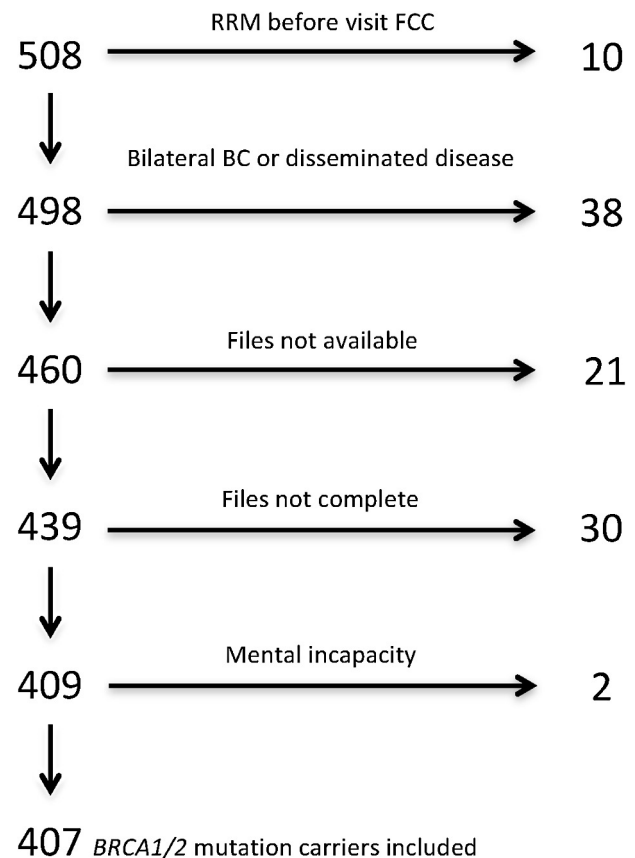 RRM before visit FCC
508 10
Bilateral BC or disseminated disease
498 38
Files not available
460 21
Files not complete
439 30
Mental incapacity
409 2
407 BRCA1/2 mutation carriers included